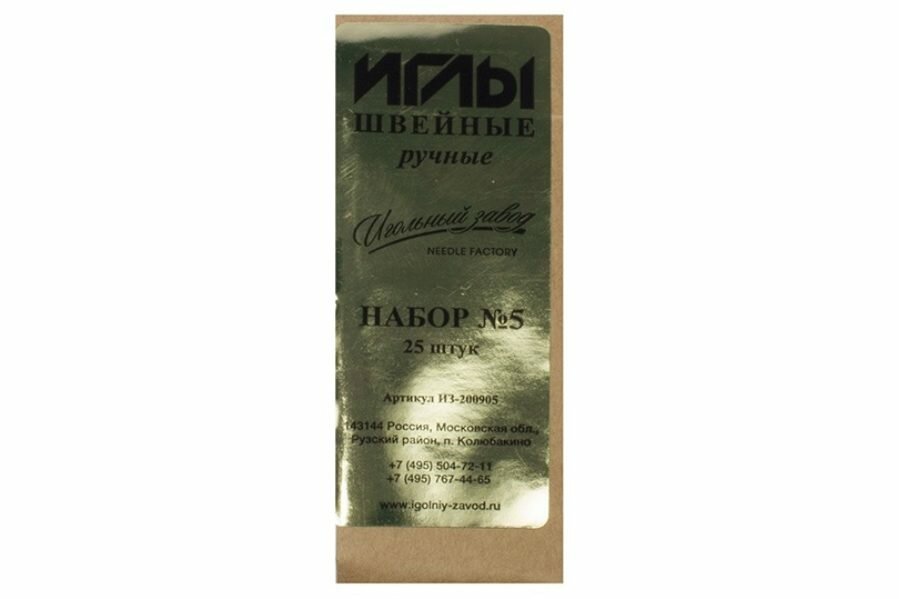 ИГЛЫ
ШВЕЙНЫЕ
ручные
Игольный завод
NEEDLE FACTORY
НАБОР №5
25 штук
Артикул ИЗ-200905
143144 Россия, Московская обл.,
Рузский район, п. Колюбакино
+7 (495) 504-72-11
+7 (495) 767-44-65
www.igolniy-zavod.ru